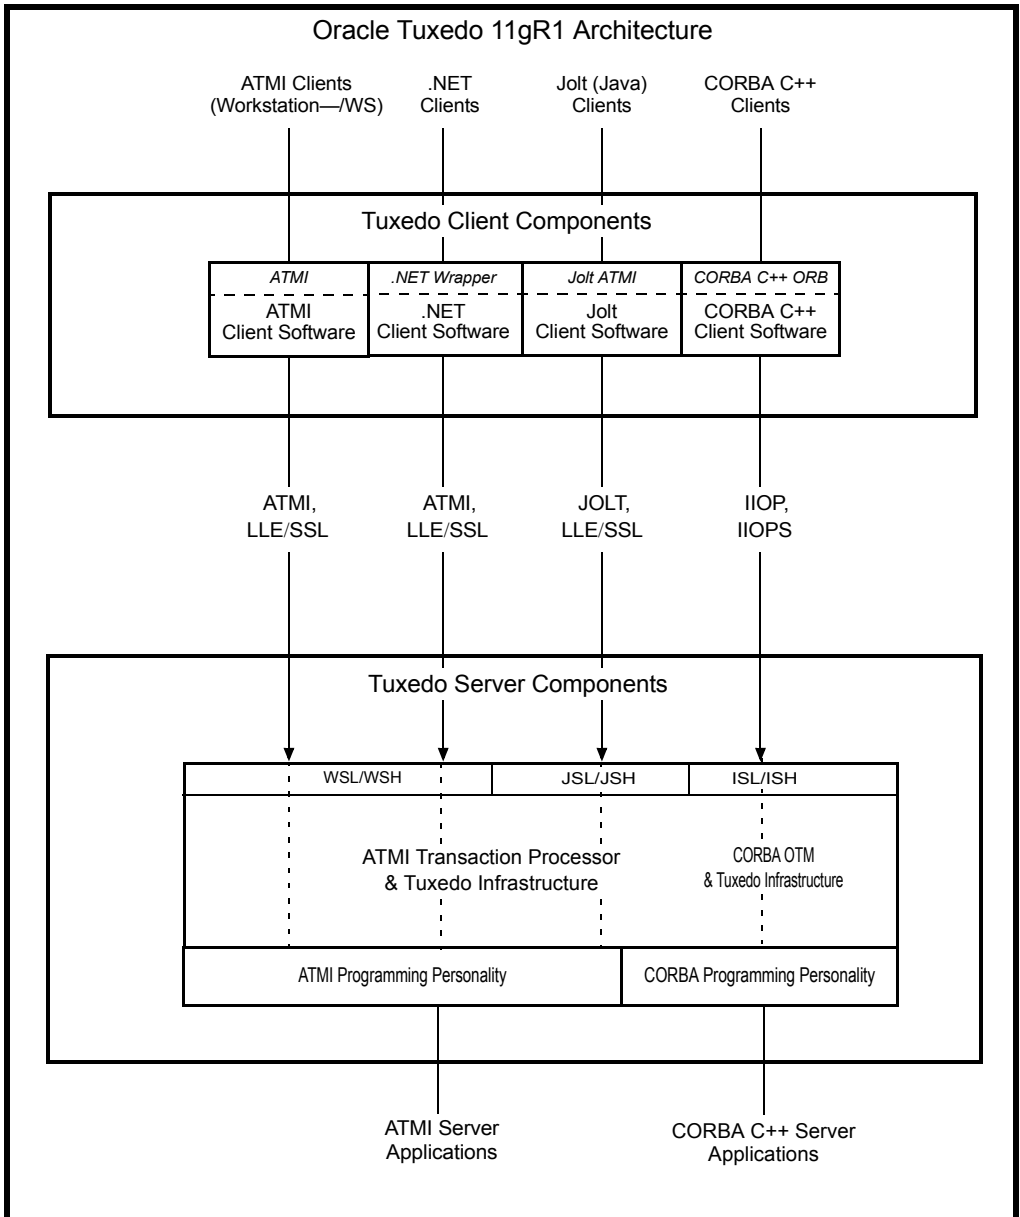 Oracle Tuxedo 11gR1 Architecture
ATMI Clients
(Workstation—/WS)
.NET
Clients
Jolt (Java)
Clients
CORBA C++
Clients
Tuxedo Client Components
ATMI
.NET Wrapper
Jolt ATMI
CORBA C++ ORB
ATMI
Client Software
.NET
Client Software
Jolt
Client Software
CORBA C++
Client Software
ATMI,
LLE/SSL
ATMI,
LLE/SSL
JOLT,
LLE/SSL
IIOP,
IIOPS
Tuxedo Server Components
WSL/WSH
JSL/JSH
ISL/ISH
ATMI Transaction Processor
& Tuxedo Infrastructure
CORBA OTM
& Tuxedo Infrastructure
ATMI Programming Personality
CORBA Programming Personality
ATMI Server
Applications
CORBA C++ Server
Applications